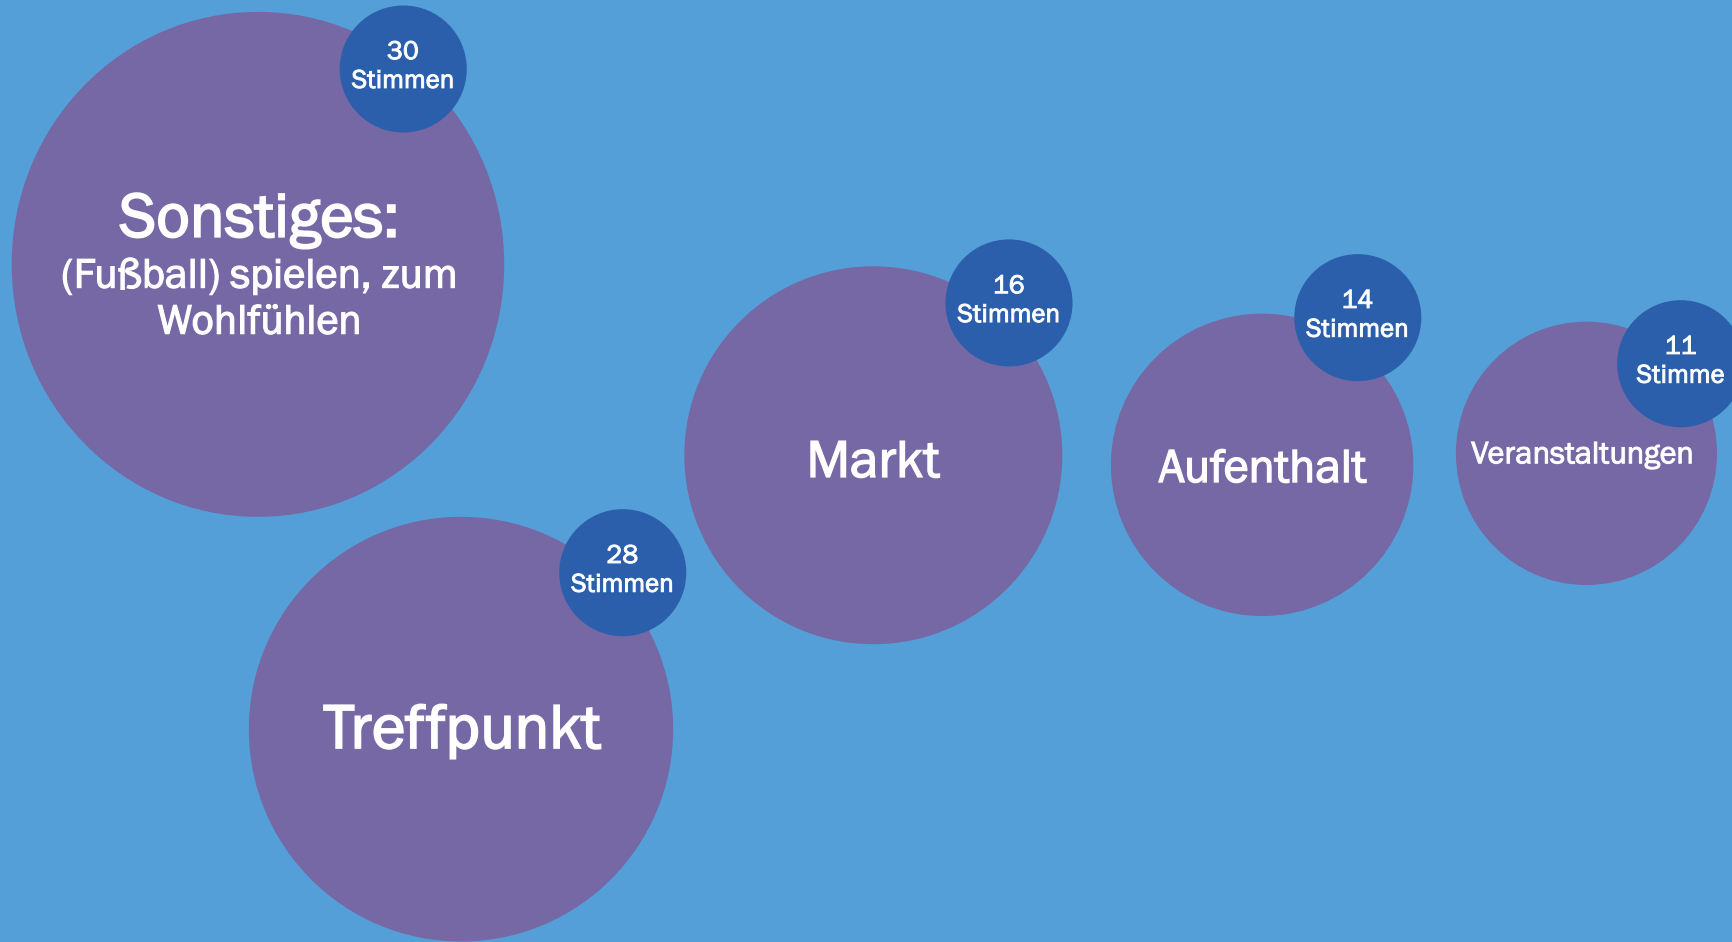 30
Stimmen
Sonstiges:
(Fußball) spielen, zum
Wohlfühlen
28
Stimmen
Treffpunkt
16
Stimmen
Markt
14
Stimmen
Aufenthalt
11
Stimme
Veranstaltungen